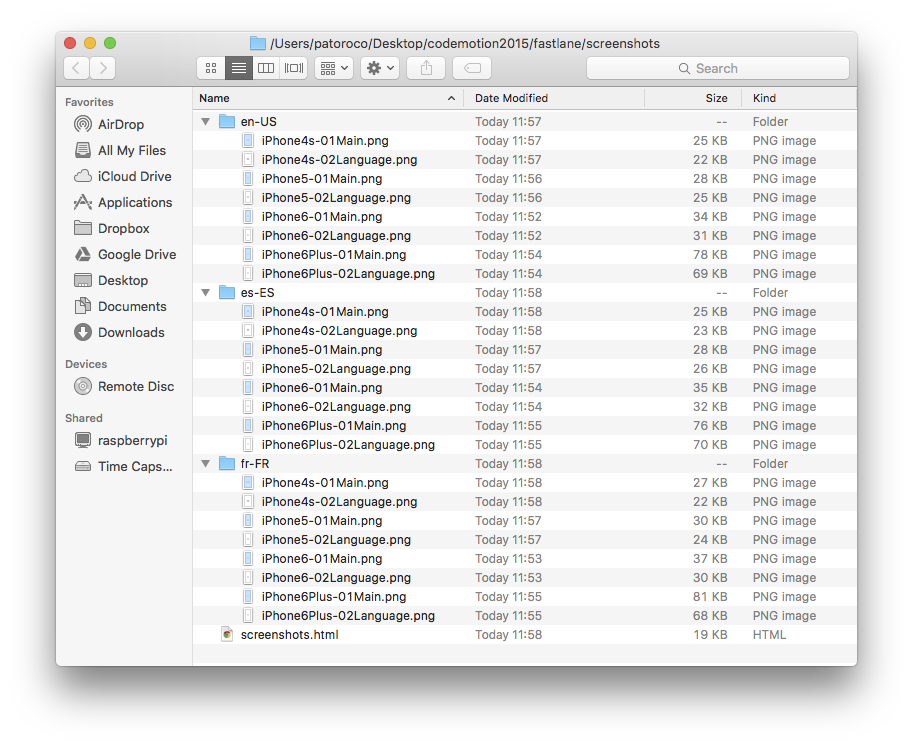 /Users/patoroco/Desktop/codemotion2015/fastlane/screenshots
Search
Favorites
AirDrop
All My Files
iCloud Drive
Applications
Dropbox
Google Drive
Desktop
Documents
Downloads
Devices
Remote Disc
Shared
raspberrypi
Time Caps...
Name Date Modified Size Kind
en-US Today 11:57 -- Folder
iPhone4s-01Main.png Today 11:57 25 KB PNG image
iPhone4s-02Language.png Today 11:57 22 KB PNG image
iPhone5-01Main.png Today 11:56 28 KB PNG image
iPhone5-02Language.png Today 11:56 25 KB PNG image
iPhone6-01Main.png Today 11:52 34 KB PNG image
iPhone6-02Language.png Today 11:52 31 KB PNG image
iPhone6Plus-01Main.png Today 11:54 78 KB PNG image
iPhone6Plus-02Language.png Today 11:54 69 KB PNG image
es-ES Today 11:58 -- Folder
iPhone4s-01Main.png Today 11:58 25 KB PNG image
iPhone4s-02Language.png Today 11:58 23 KB PNG image
iPhone5-01Main.png Today 11:57 28 KB PNG image
iPhone5-02Language.png Today 11:57 26 KB PNG image
iPhone6-01Main.png Today 11:54 35 KB PNG image
iPhone6-02Language.png Today 11:54 32 KB PNG image
iPhone6Plus-01Main.png Today 11:55 76 KB PNG image
iPhone6Plus-02Language.png Today 11:55 70 KB PNG image
fr-FR Today 11:58 -- Folder
iPhone4s-01Main.png Today 11:58 27 KB PNG image
iPhone4s-02Language.png Today 11:58 22 KB PNG image
iPhone5-01Main.png Today 11:57 30 KB PNG image
iPhone5-02Language.png Today 11:57 24 KB PNG image
iPhone6-01Main.png Today 11:53 37 KB PNG image
iPhone6-02Language.png Today 11:53 30 KB PNG image
iPhone6Plus-01Main.png Today 11:55 81 KB PNG image
iPhone6Plus-02Language.png Today 11:55 68 KB PNG image
screenshots.html Today 11:58 19 KB HTML